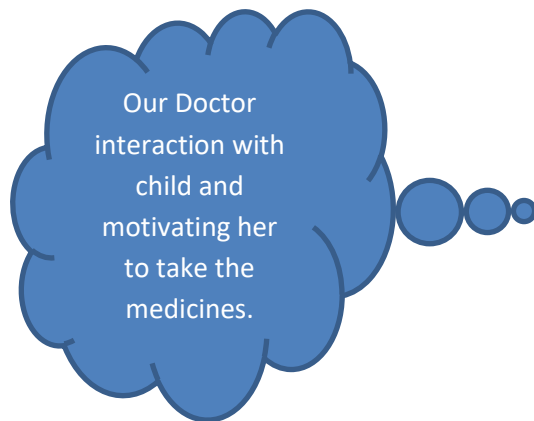 Our Doctor
interaction with
child and
motivating her
to take the
medicines.